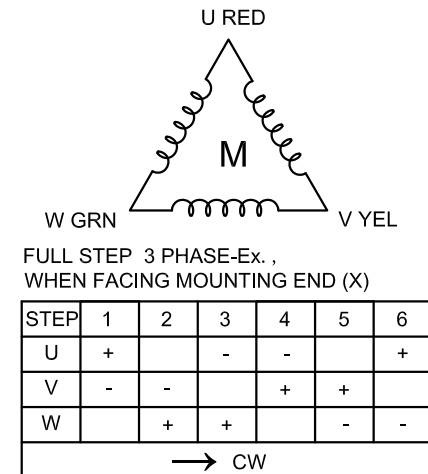 U RED
M
W GRN V YEL
FULL STEP 3 PHASE-Ex. ,
WHEN FACING MOUNTING END (X)
STEP 1 2 3 4 5 6
U + - - +
V - - + +
W + + - -
→ CW